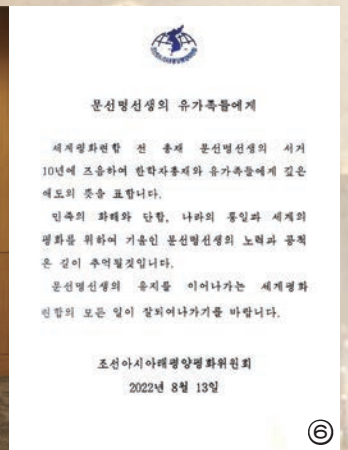 문선명선생의 유가족들에게
세계평화련합 전 총재 문선명선생의 서거
10년에 즈음하여 한학자총재와 유가족들에게 깊은
애도의 뜻을 표합니다.
민족의 화해와 단합, 나라의 통일과 세계의
평화를 위하여 기울인 문선명선생의 노력과 공적
은 길이 추억될것입니다.
문선명선생의 유지를 이어나가는 세계평화
련합의 모든 일이 잘되여나가기를 바랍니다.
조선아시아태평양평화위원회
2022년 8월 13일
⑥